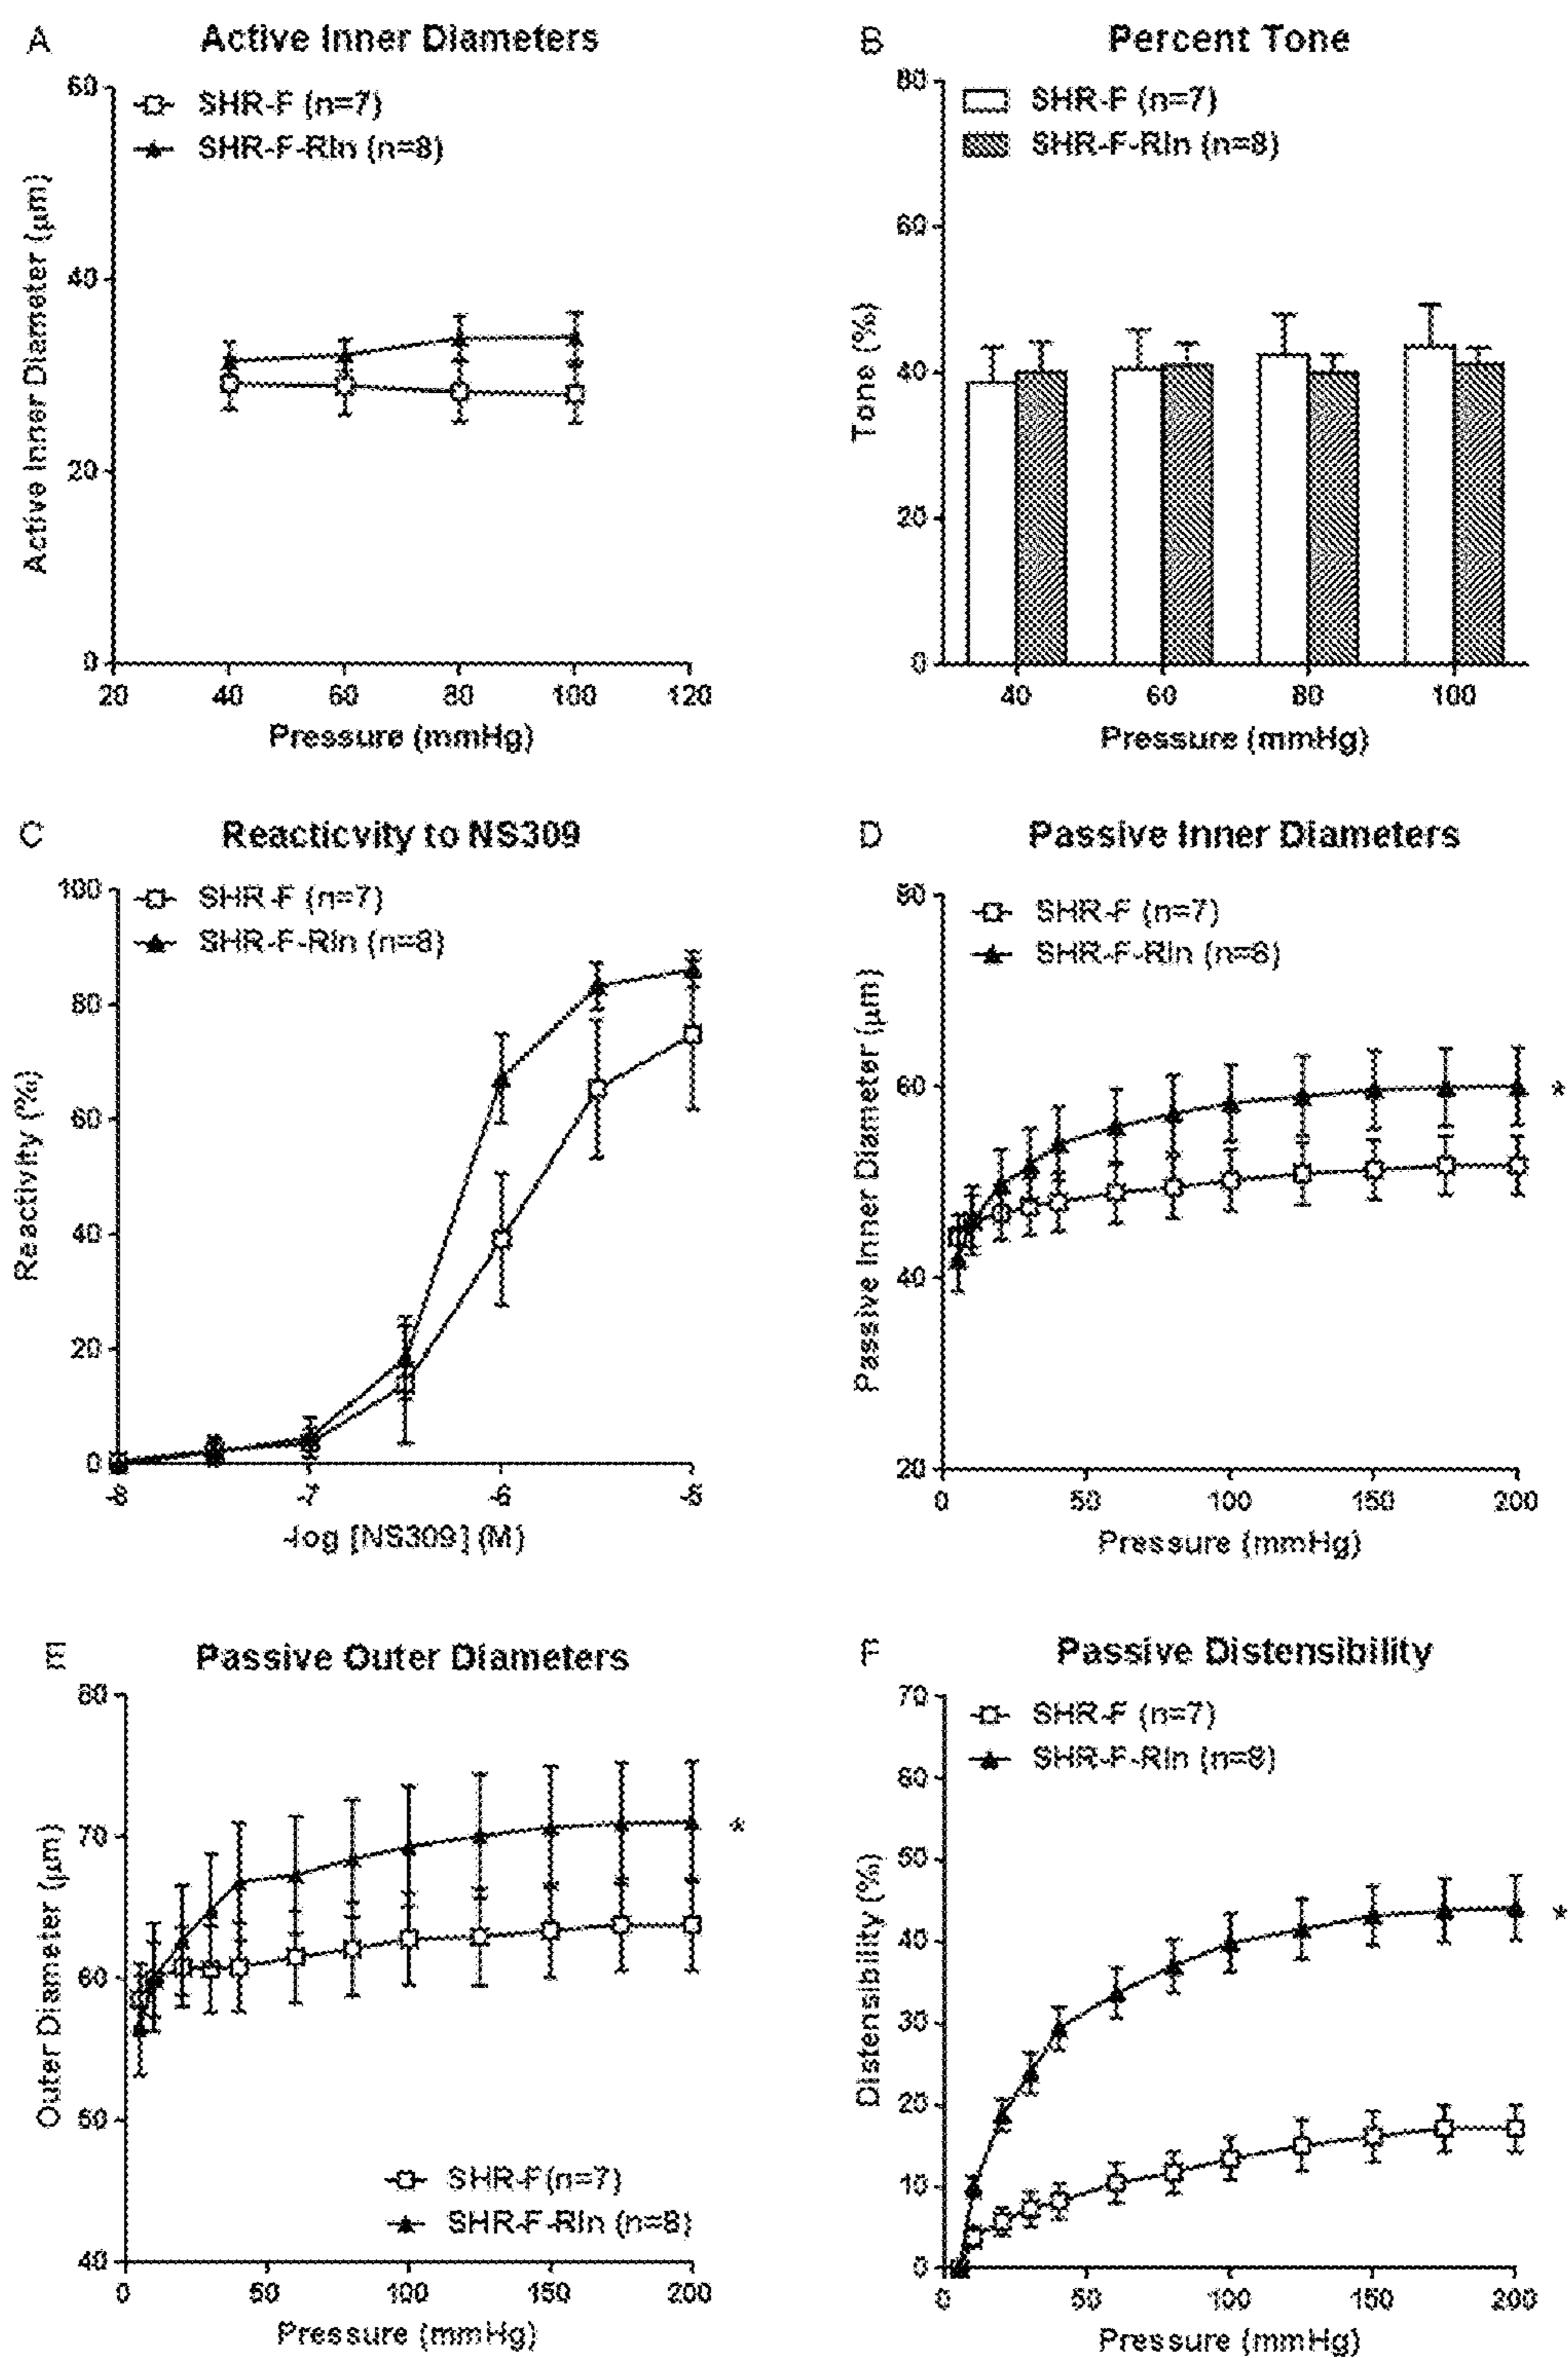 A
Active Inner Diameters
60
40
20
0
SHR-F (n=7)
SHR-F-Rln (n=8)
Active Inner Diameter (μm)
20 40 60 80 100 120
Pressure (mmHg)
B
Percent Tone
80
60
40
20
0
SHR-F (n=7)
SHR-F-Rln (n=8)
Tone (%)
40 60 80 100
Pressure (mmHg)
C
Reacticvity to NS309
100
80
60
40
20
0
SHR-F (n=7)
SHR-F-Rln (n=8)
Reactivity (%)
-8 -7 -6 -5
-log [NS309] (M)
D
Passive Inner Diameters
80
60
40
20
SHR-F (n=7)
SHR-F-Rln (n=8)
*
Passive Inner Diameter (μm)
0 50 100 150 200
Pressure (mmHg)
E
Passive Outer Diameters
80
70
60
50
40
*
SHR-F(n=7)
SHR-F-Rln (n=8)
Outer Diameter (μm)
0 50 100 150 200
Pressure (mmHg)
F
Passive Distensibility
70
60
50
40
30
20
10
0
SHR-F (n=7)
SHR-F-Rln (n=8)
*
Distensibility (%)
0 50 100 150 200
Pressure (mmHg)